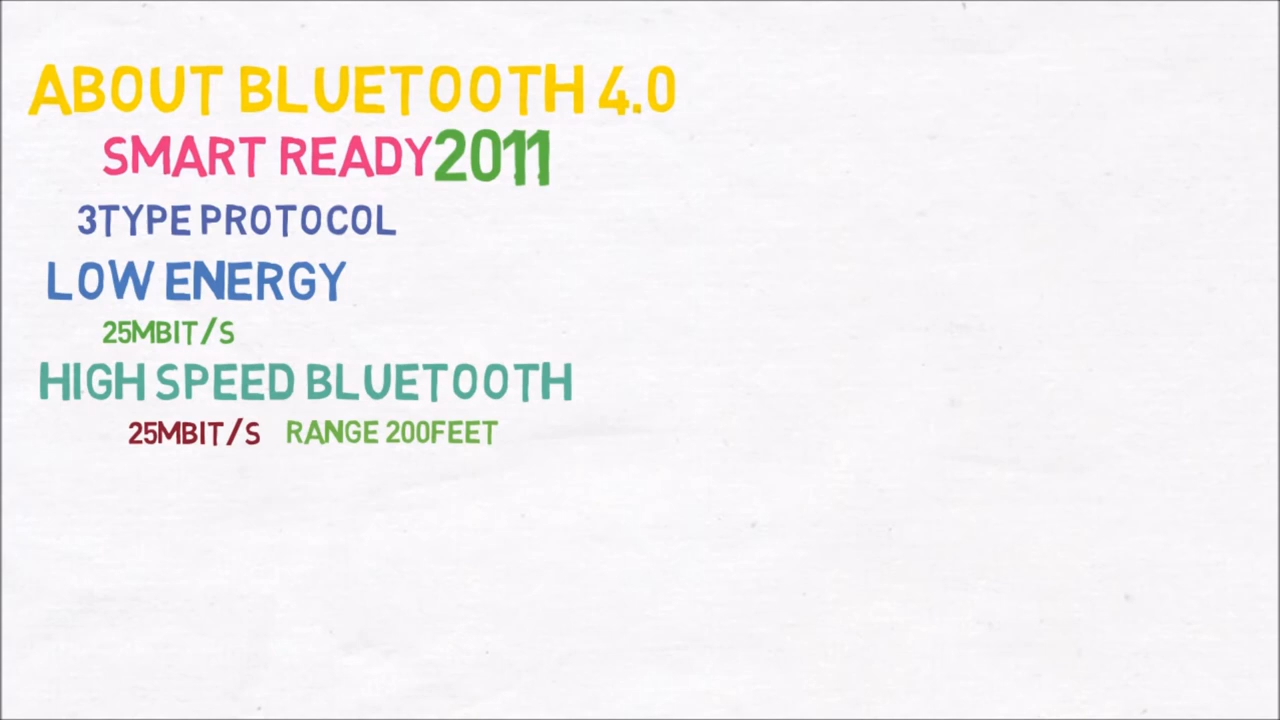 ABOUT BLUETOOTH 4.0
SMART READY 2011
3TYPE PROTOCOL
LOW ENERGY
25MBIT/S
HIGH SPEED BLUETOOTH
25MBIT/S RANGE 200FEET